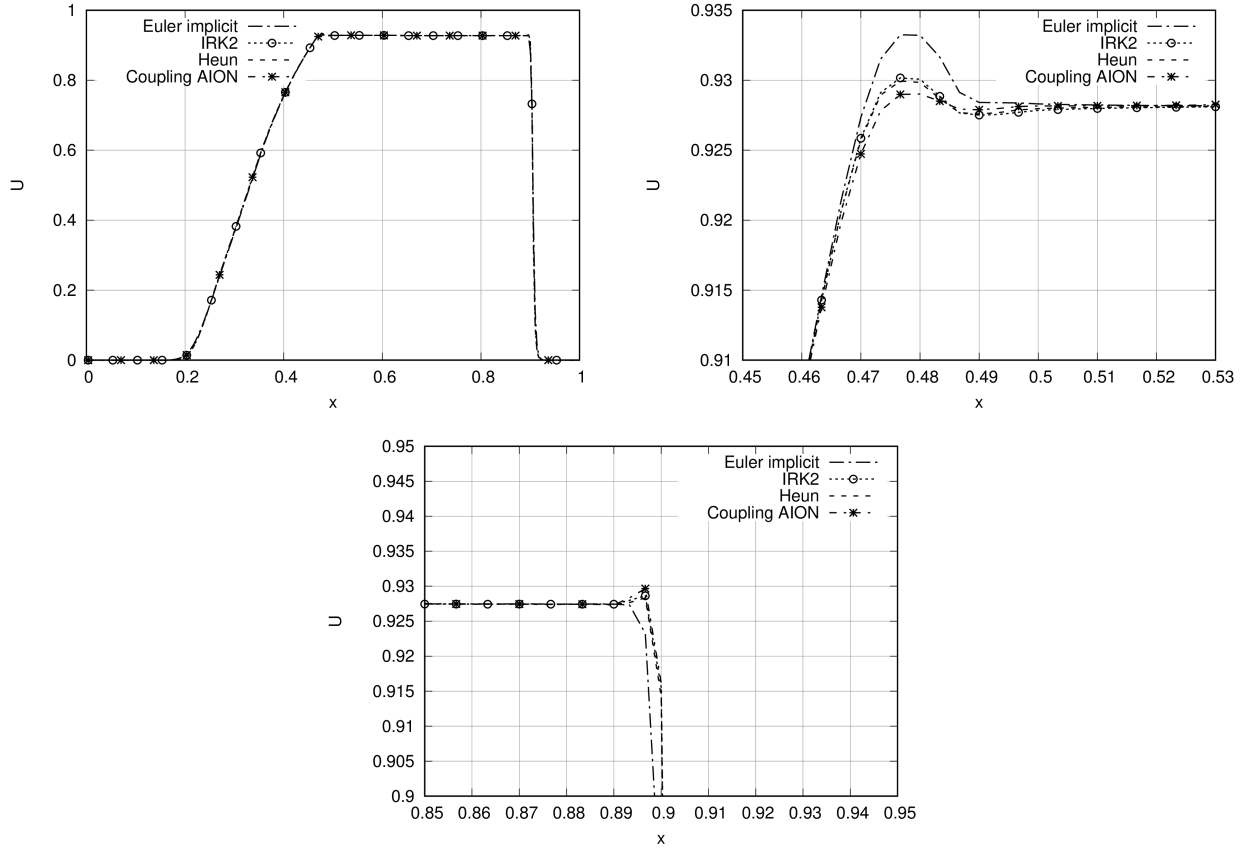 1
0.8
0.6
0.4
0.2
0
0 0.2 0.4 0.6 0.8 1
U
x
Euler implicit
IRK2
Heun
Coupling AION
0.935
0.93
0.925
0.92
0.915
0.91
0.45 0.46 0.47 0.48 0.49 0.5 0.51 0.52 0.53
U
x
Euler implicit
IRK2
Heun
Coupling AION
0.95
0.945
0.94
0.935
0.93
0.925
0.92
0.915
0.91
0.905
0.9
0.85 0.86 0.87 0.88 0.89 0.9 0.91 0.92 0.93 0.94 0.95
U
x
Euler implicit
IRK2
Heun
Coupling AION